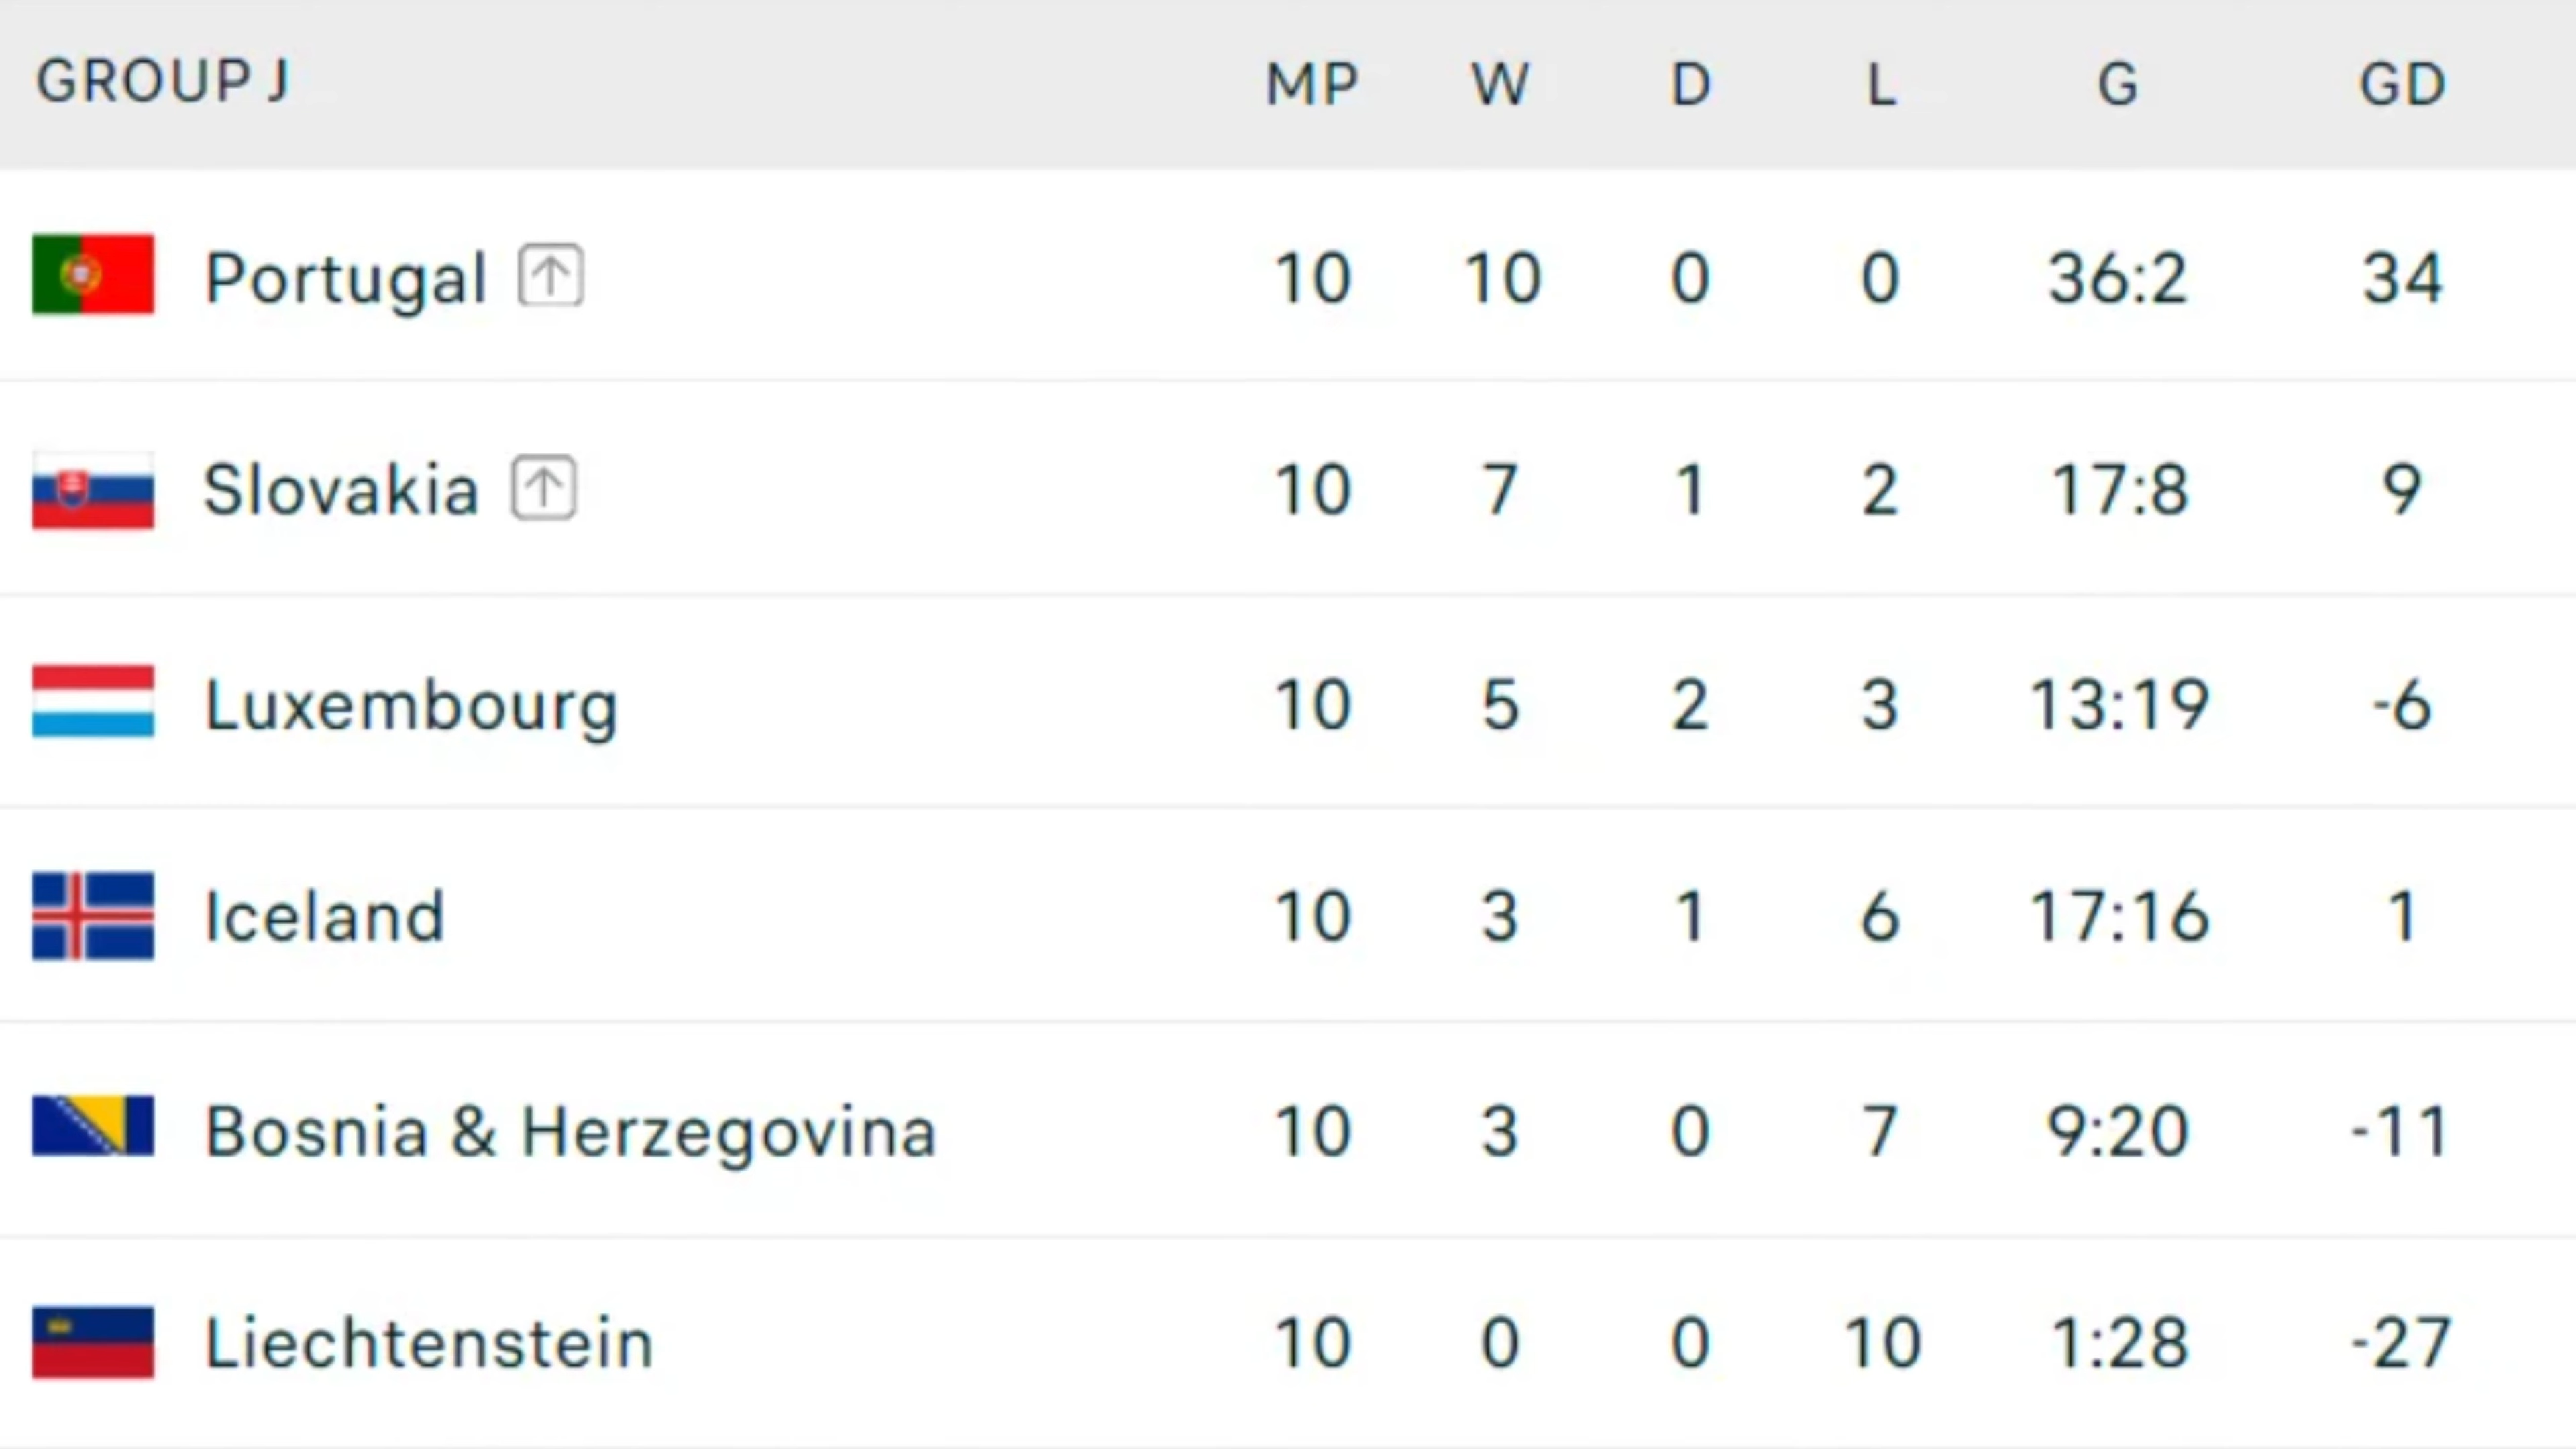 GROUP J MP W D L G GD
Portugal 10 10 0 0 36:2 34
Slovakia 10 7 1 2 17:8 9
Luxembourg 10 5 2 3 13:19 -6
Iceland 10 3 1 6 17:16 1
Bosnia & Herzegovina 10 3 0 7 9:20 -11
Liechtenstein 10 0 0 10 1:28 -27